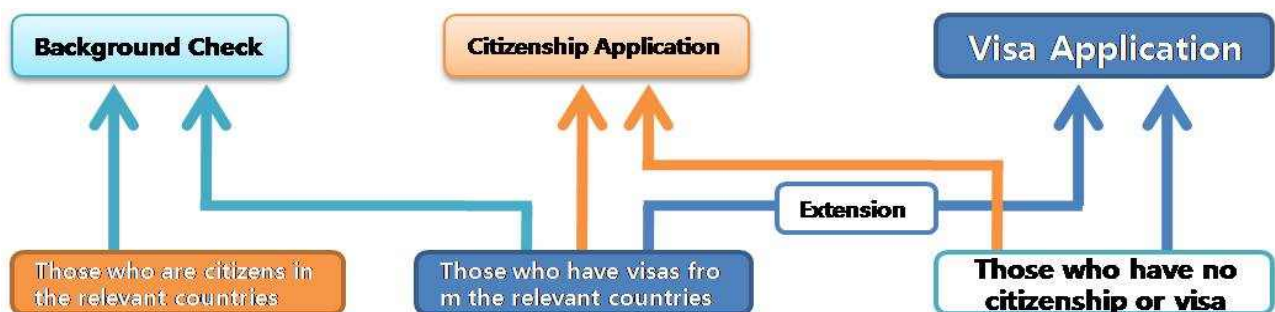 Background Check
Citizenship Application
Visa Application
Extension
Those who are citizens in
the relevant countries
Those who have visas fro
m the relevant countries
Those who have no
citizenship or visa